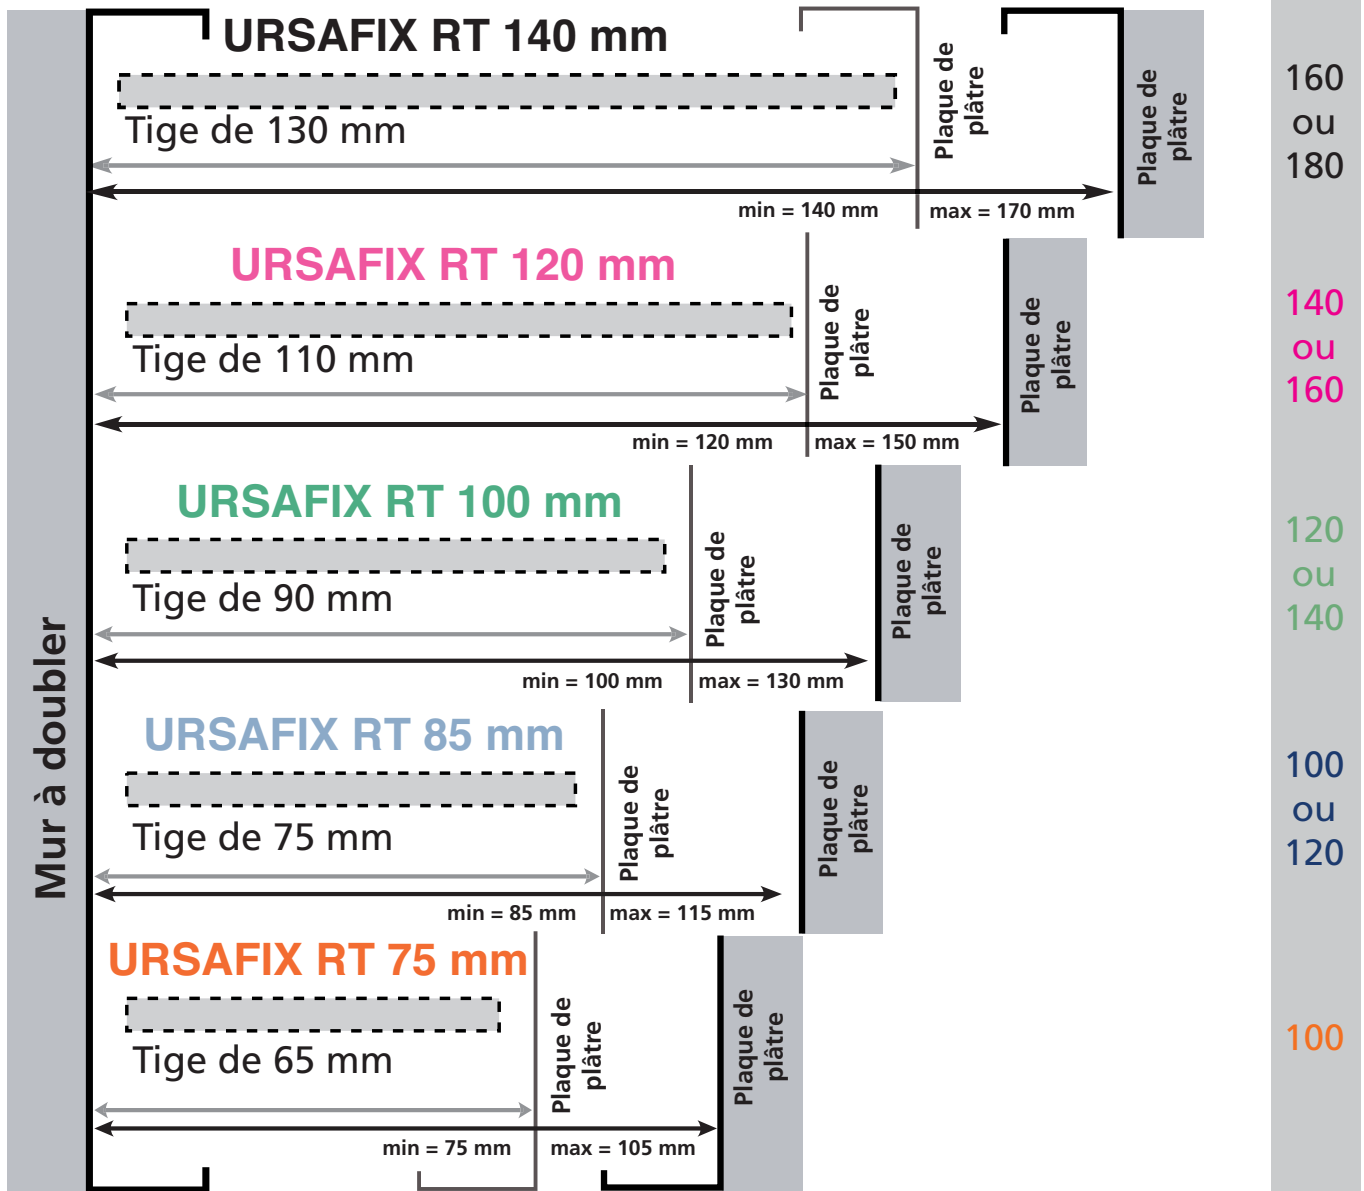 URSAFIX RT 140 mm
Tige de 130 mm
min = 140 mm
max = 170 mm
Plaque de
plâtre
Plaque de
plâtre
160
ou
180
URSAFIX RT 120 mm
Tige de 110 mm
min = 120 mm
max = 150 mm
Plaque de
plâtre
Plaque de
plâtre
140
ou
160
URSAFIX RT 100 mm
Tige de 90 mm
min = 100 mm
max = 130 mm
Plaque de
plâtre
Plaque de
plâtre
120
ou
140
Mur à doubler
URSAFIX RT 85 mm
Tige de 75 mm
min = 85 mm
max = 115 mm
Plaque de
plâtre
Plaque de
plâtre
100
ou
120
URSAFIX RT 75 mm
Tige de 65 mm
min = 75 mm
max = 105 mm
Plaque de
plâtre
Plaque de
plâtre
100